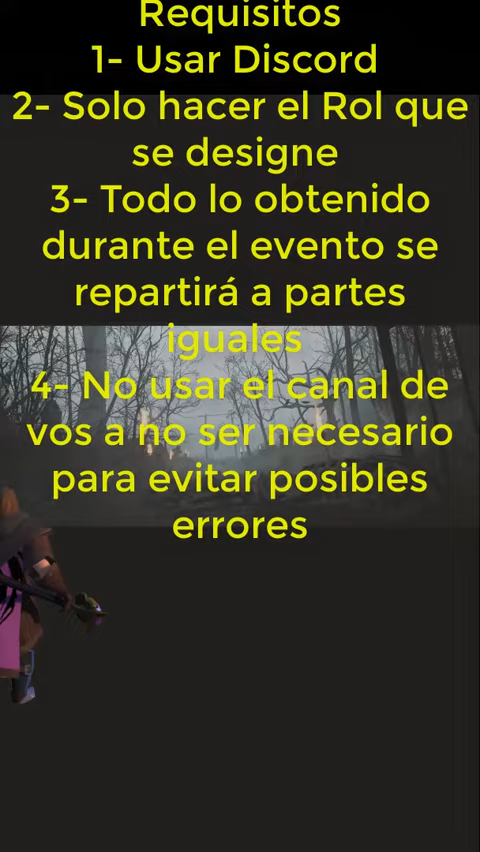 Requisitos
1- Usar Discord
2- Solo hacer el Rol que
se designe
3- Todo lo obtenido
durante el evento se
repartirá a partes
iguales
4- No usar el canal de
vos a no ser necesario
para evitar posibles
errores